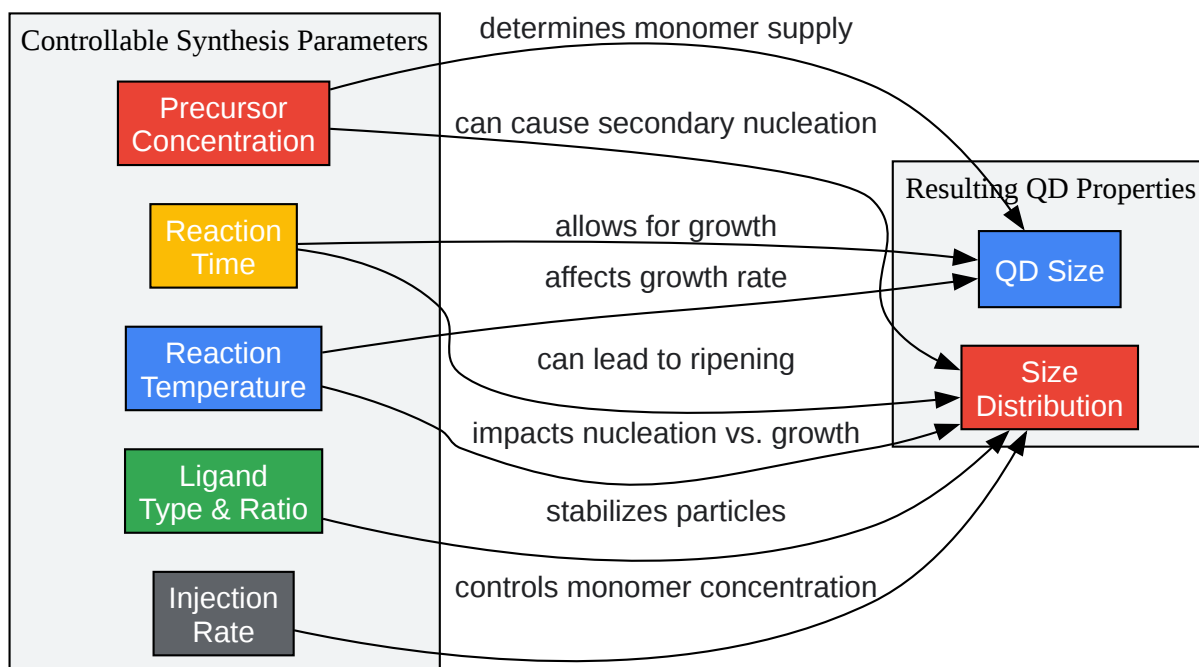 determines monomer supply
Controllable Synthesis Parameters
Precursor
Concentration
can cause secondary nucleation
Resulting QD Properties
Reaction
Time
allows for growth
QD Size
affects growth rate
Reaction
Temperature
can lead to ripening
Size
Distribution
impacts nucleation vs. growth
Ligand
Type & Ratio
stabilizes particles
controls monomer concentration
Injection
Rate